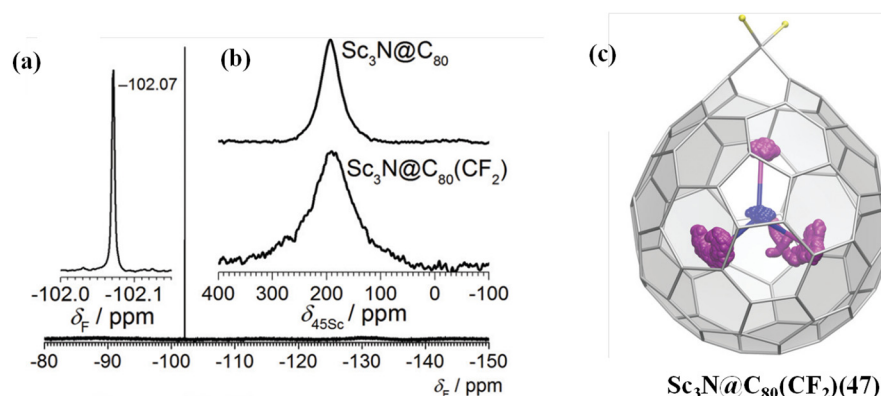 (a)
–102.07
-102.0 -102.1
δF / ppm
(b)
Sc3N@C80
Sc3N@C80(CF2)
400 300 200 100 0 -100
δ45Sc / ppm
-80 -90 -100 -110 -120 -130 -140 -150
δF / ppm
(c)
Sc3N@C80(CF2)(47)